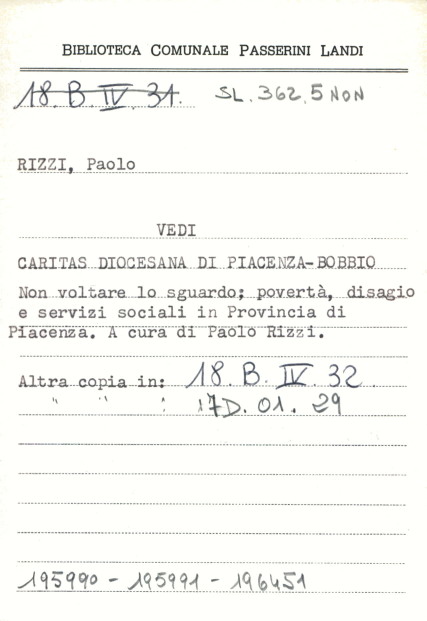 BIBLIOTECA COMUNALE PASSERINI LANDI
18. B. IV. 31. SL. 362.5 NON
RIZZI, Paolo
VEDI
CARITAS DIOCESANA DI PIACENZA-BOBBIO
Non voltare lo sguardo; povertà, disagio
e servizi sociali in Provincia di
Piacenza. A cura di Paolo Rizzi.
Altra copia in: 18. B. IV. 32
" " : 17D. 01. 29
195990 - 195991 - 196451